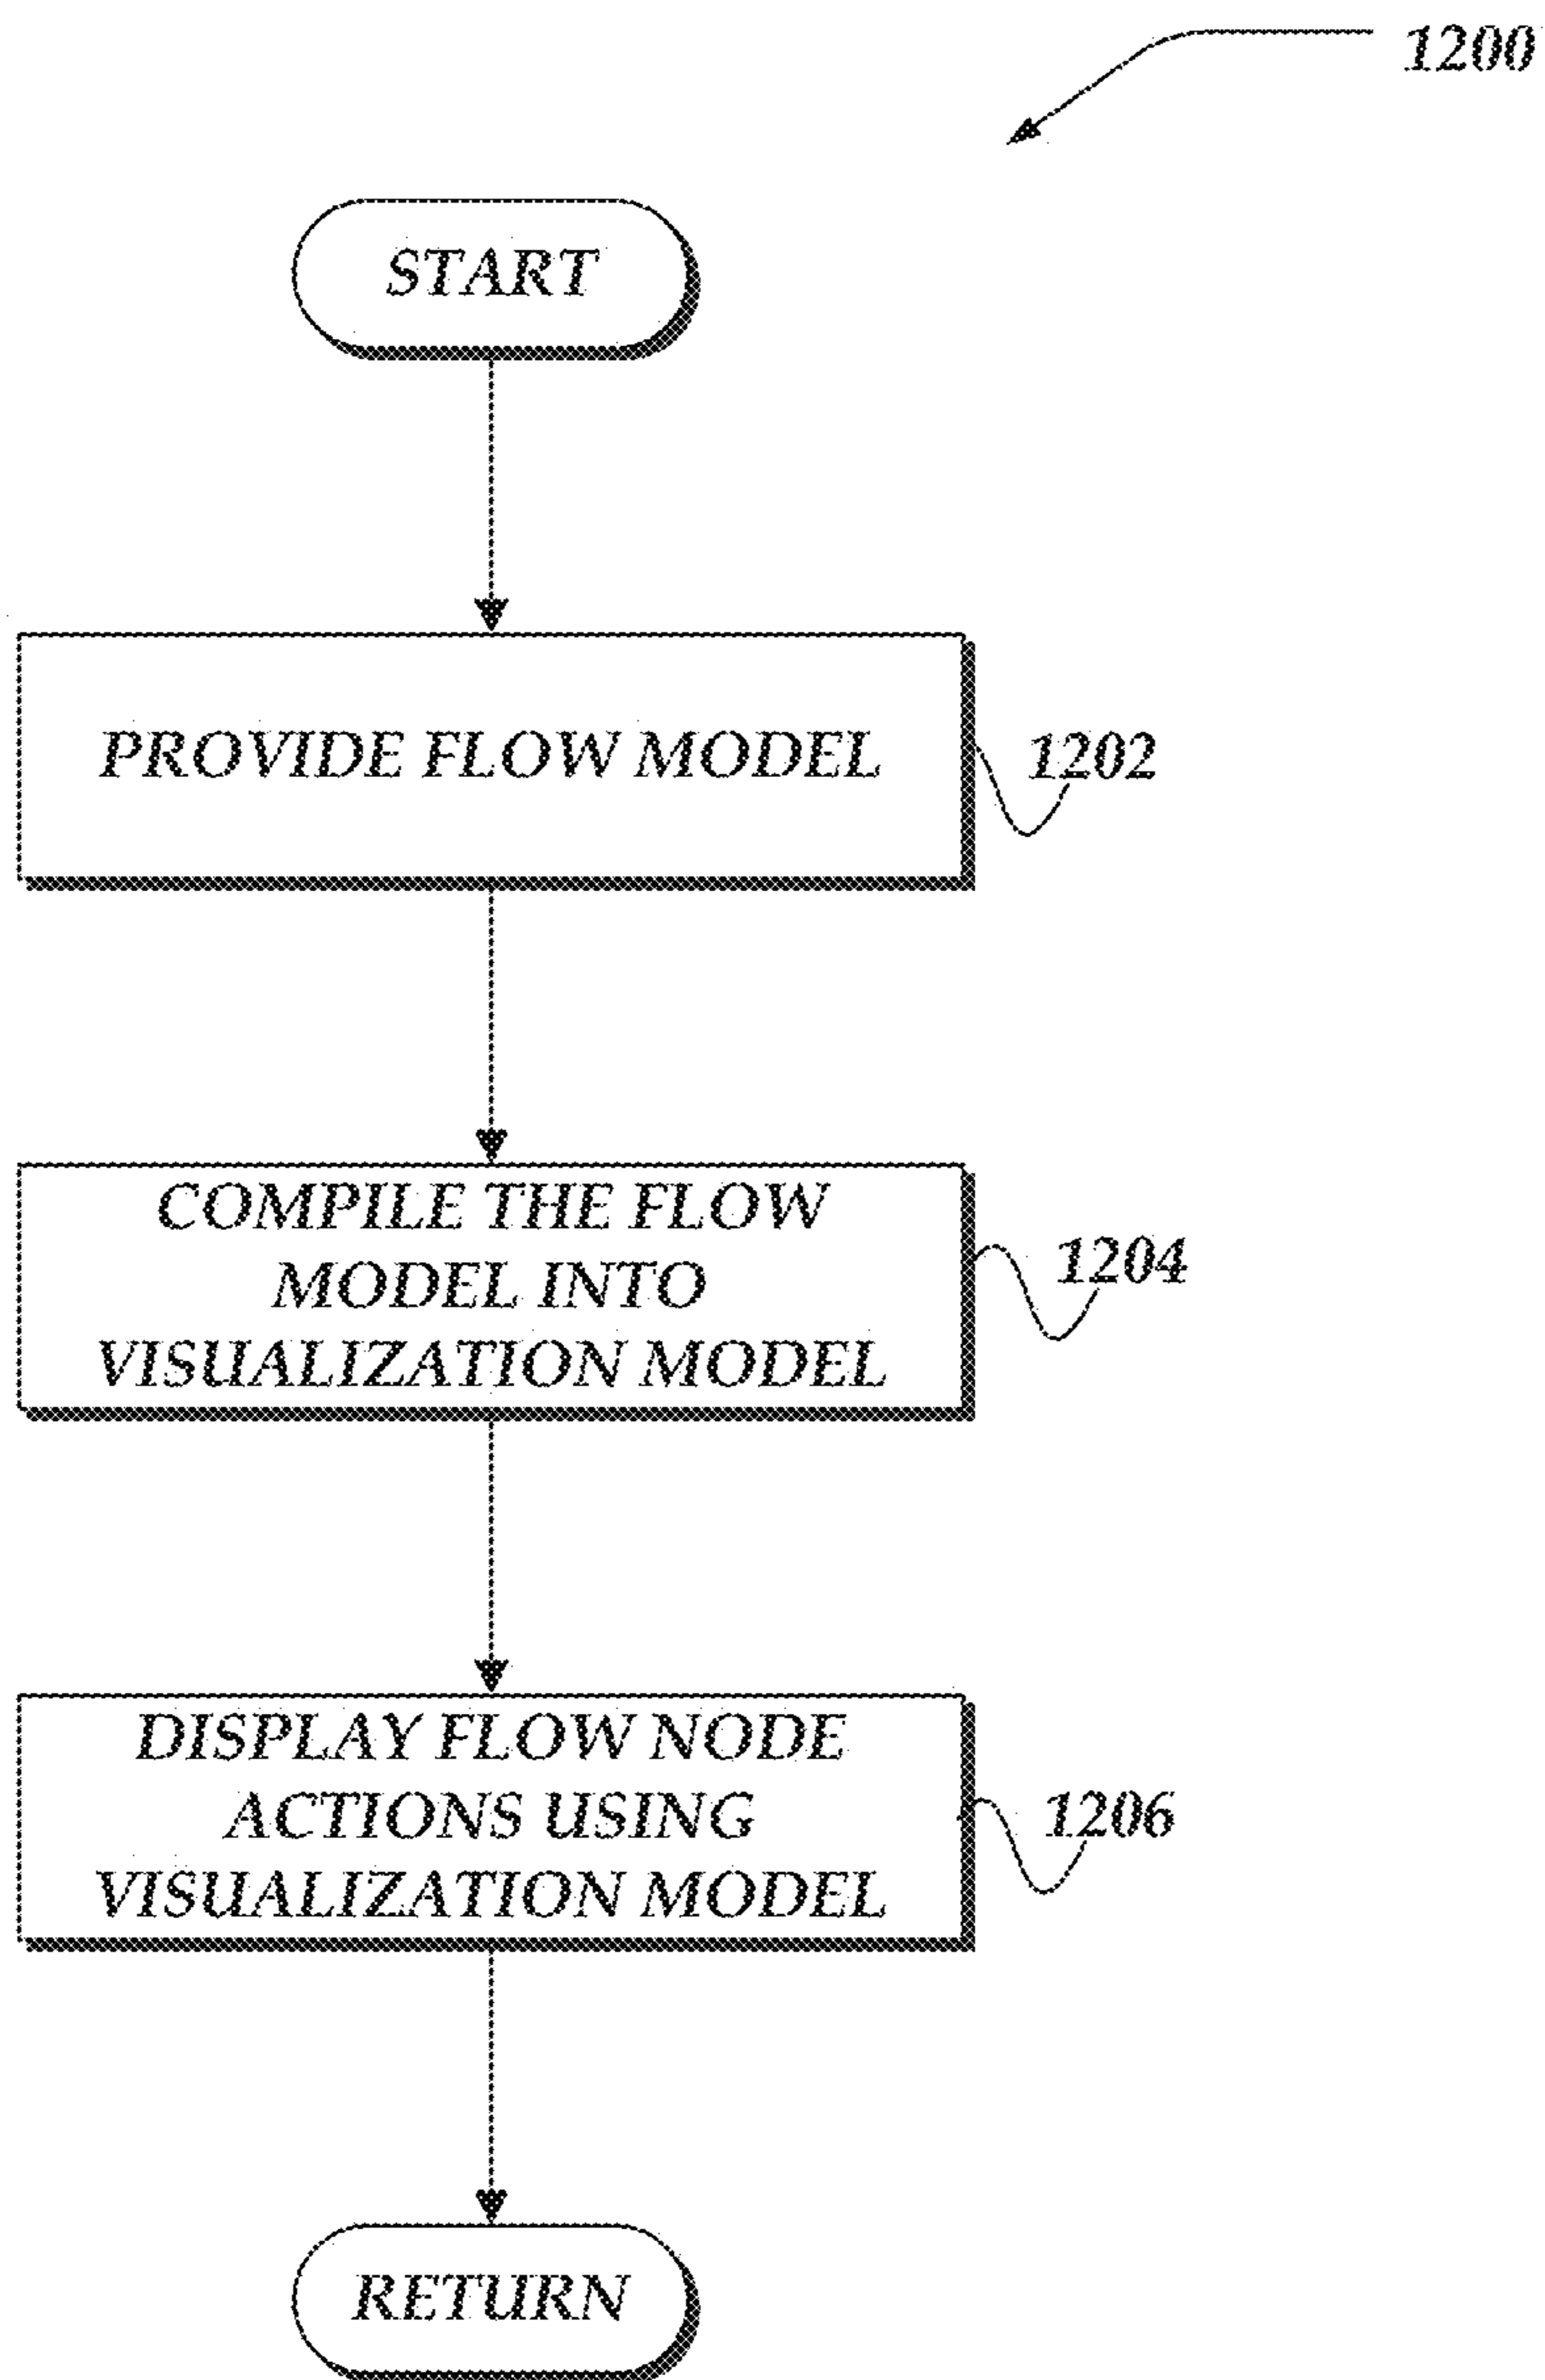 1200
START
PROVIDE FLOW MODEL
1202
COMPILE THE FLOW
MODEL INTO
VISUALIZATION MODEL
1204
DISPLAY FLOW NODE
ACTIONS USING
VISUALIZATION MODEL
1206
RETURN